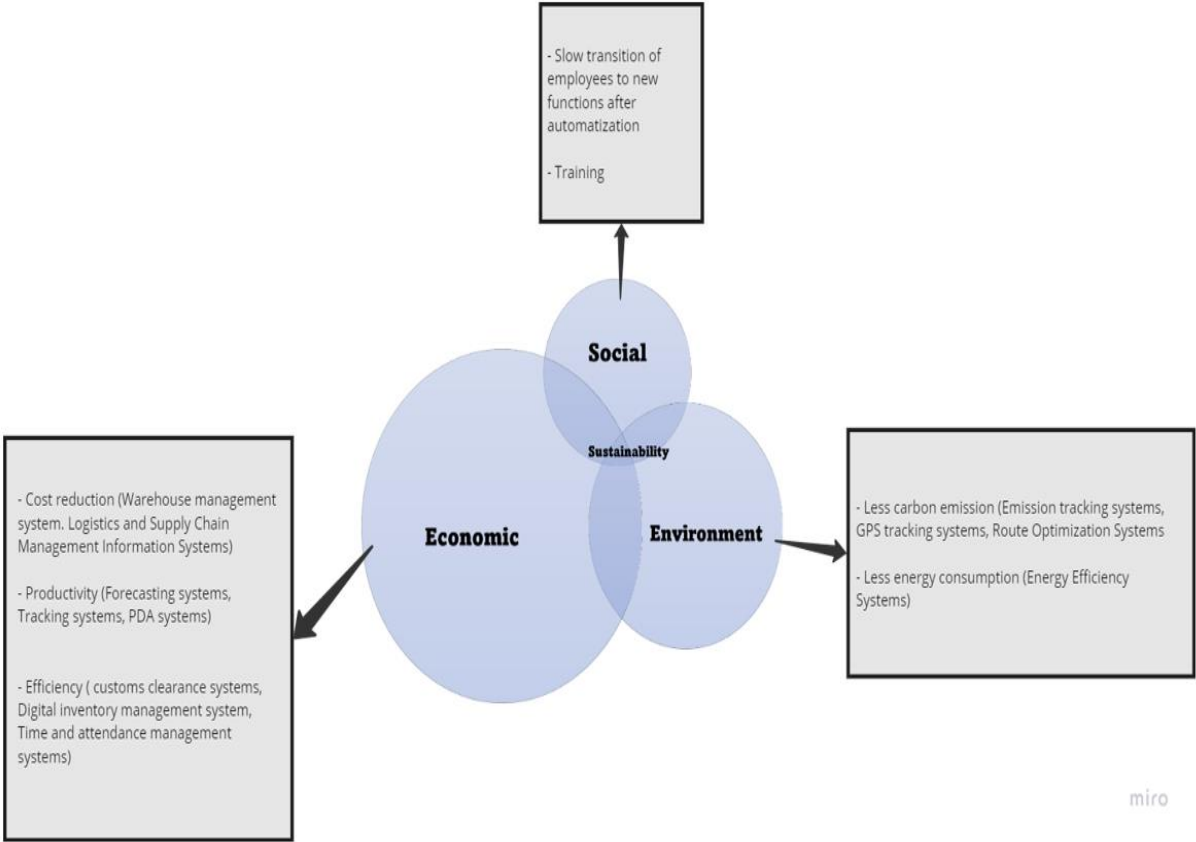 - Slow transition of
employees to new
functions after
automatization
- Training
Social
Sustainability
Economic
Environment
- Cost reduction (Warehouse management
system. Logistics and Supply Chain
Management Information Systems)
- Productivity (Forecasting systems,
Tracking systems, PDA systems)
- Efficiency ( customs clearance systems,
Digital inventory management system,
Time and attendance management
systems)
- Less carbon emission (Emission tracking systems,
GPS tracking systems, Route Optimization Systems
- Less energy consumption (Energy Efficiency
Systems)
miro